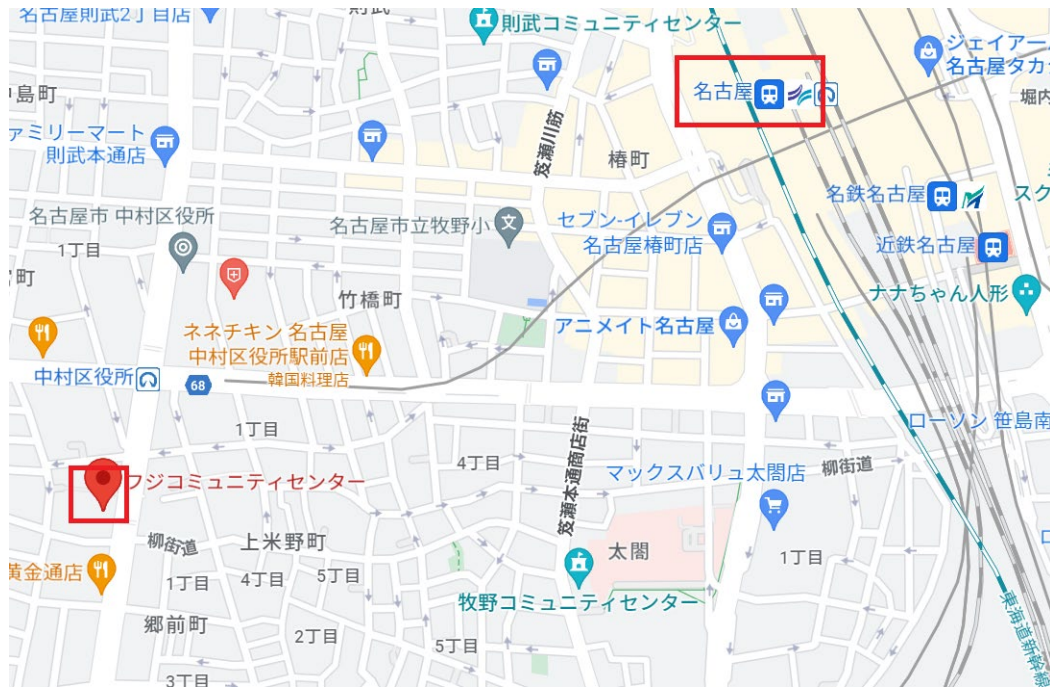 名古屋則武2丁目店
則武
則武コミュニティセンター
ジェイアー
名古屋タカ
名古屋
堀内
中島町
ァミリーマート
則武本通店
笈瀬川筋
椿町
名鉄名古屋
スク
名古屋市 中村区役所
名古屋市立牧野小
セブン-イレブン
名古屋椿町店
近鉄名古屋
1丁目
町
竹橋町
ナナちゃん人形
アニメイト名古屋
ネネチキン 名古屋
中村区役所駅前店
韓国料理店
中村区役所
68
ローソン 笹島南
1丁目
4丁目
笈瀬本通商店街
マックスバリュ太閤店
柳街道
フジコミュニティセンター
柳街道
上米野町
太閤
1丁目
黄金通店
1丁目
4丁目
5丁目
牧野コミュニティセンター
東海道新幹線
郷前町
2丁目
5丁目
3丁目